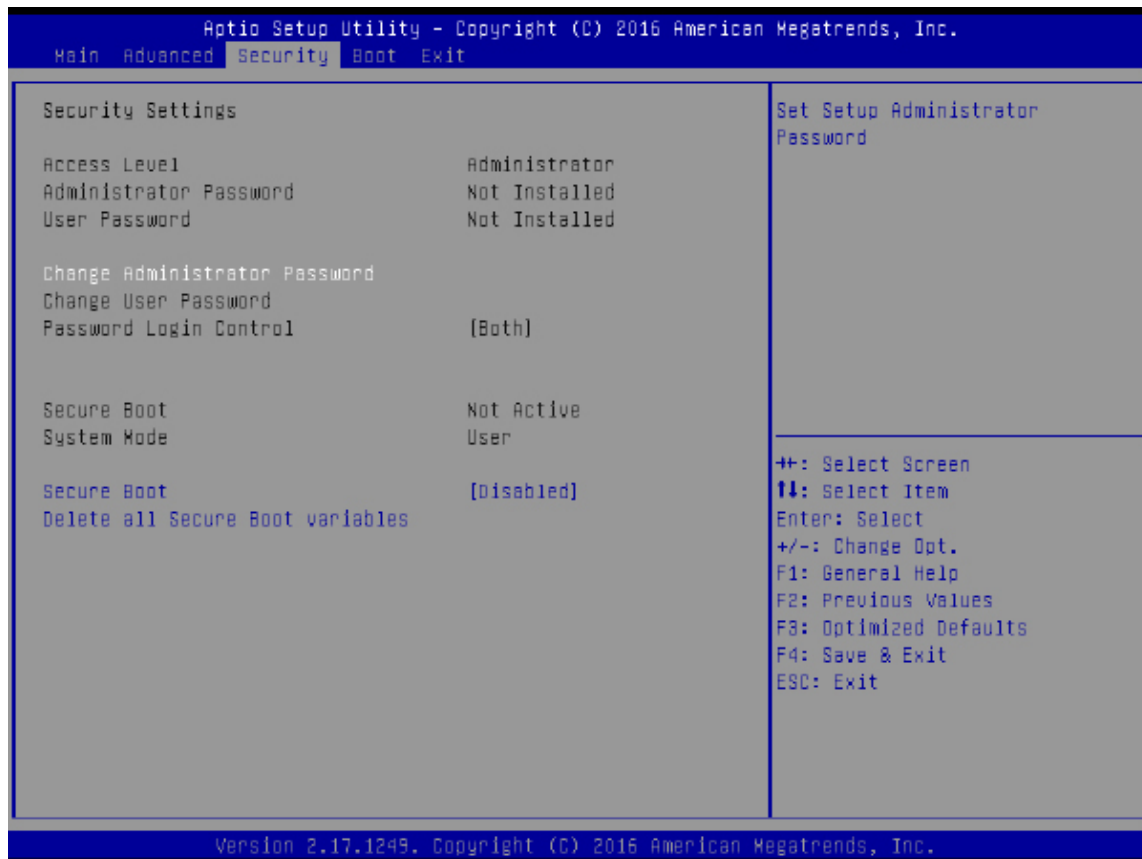 Aptio Setup Utility - Copyright (C) 2016 American Megatrends, Inc.
Main Advanced Security Boot Exit
Security Settings
Access Level Administrator
Administrator Password Not Installed
User Password Not Installed
Change Administrator Password
Change User Password
Password Login Control [Both]
Secure Boot Not Active
System Mode User
Secure Boot [Disabled]
Delete all Secure Boot variables
Set Setup Administrator
Password
→←: Select Screen
↑↓: Select Item
Enter: Select
+/-: Change Opt.
F1: General Help
F2: Previous Values
F3: Optimized Defaults
F4: Save & Exit
ESC: Exit
Version 2.17.1249. Copyright (C) 2016 American Megatrends, Inc.